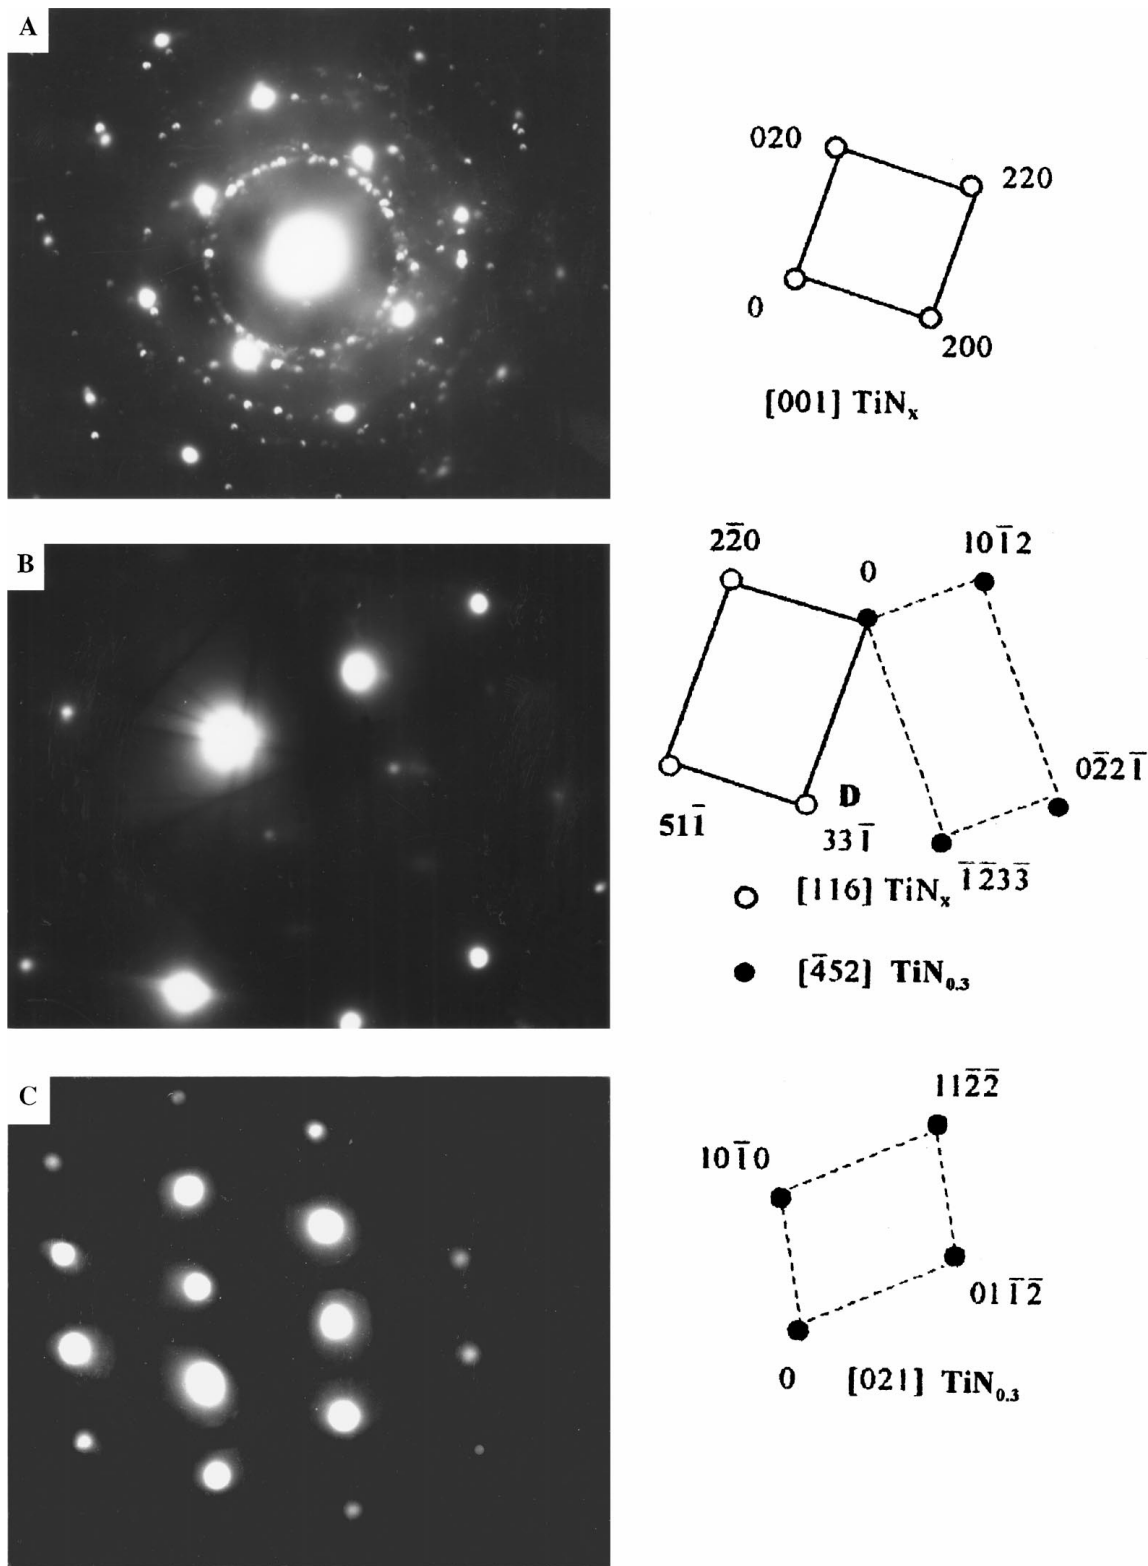 A
020
220
0
200
[001] TiNₓ
B
22̅0
0
101̅2
511̅
D
331̅
02̅21̅
1̅2̅33̅
[116] TiNₓ
[4̅52] TiN₀.₃
C
112̅2̅
101̅0
011̅2̅
0
[021] TiN₀.₃